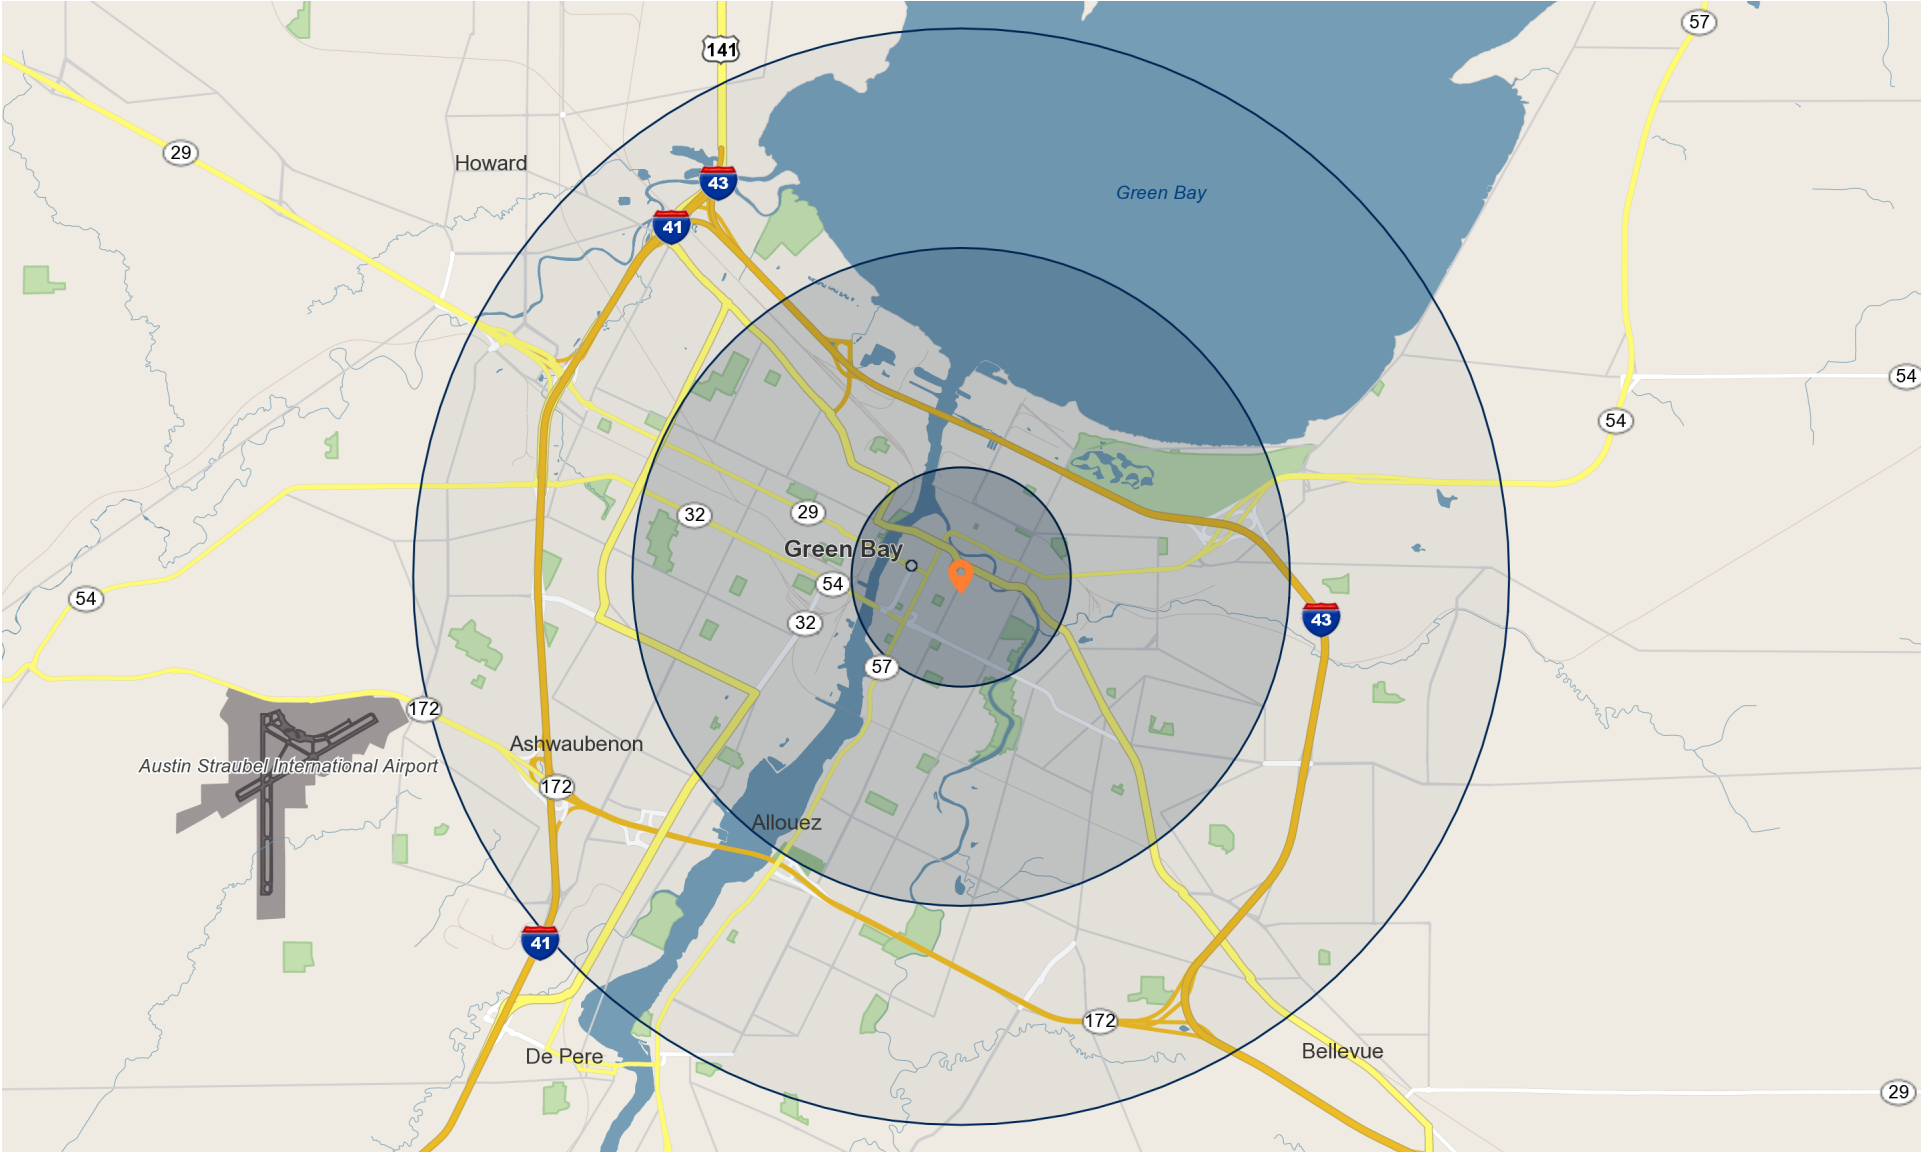 57
141
29
Howard
43
Green Bay
41
54
54
32
29
Green Bay
54
54
32
43
57
172
Ashwaubenon
Austin Straubel International Airport
172
Allouez
41
172
De Pere
Bellevue
29